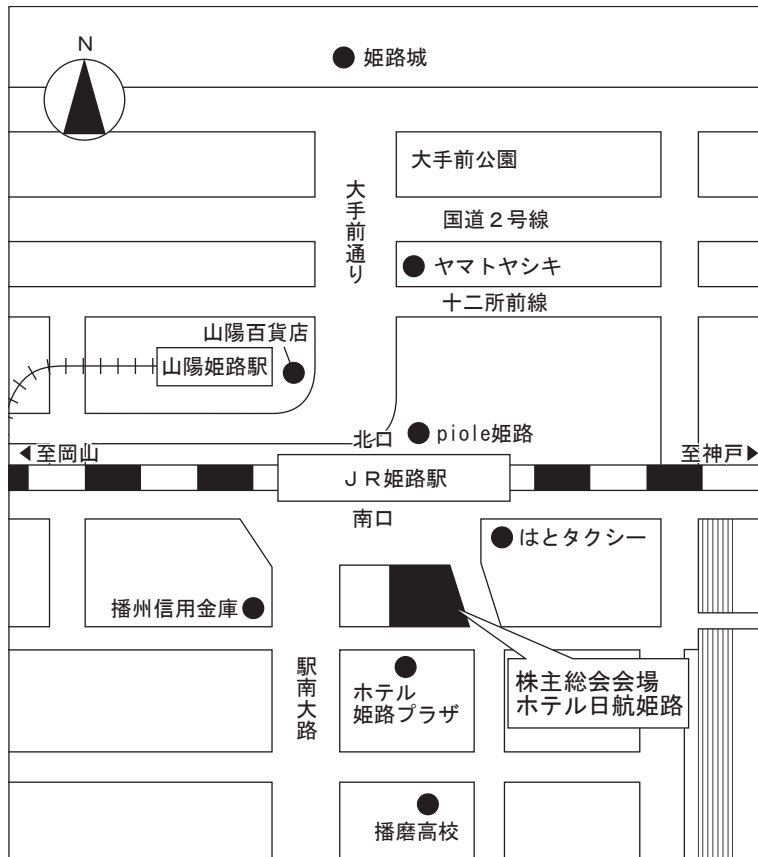 N
姫路城
大手前公園
大手前通り
国道２号線
ヤマトヤシキ
十二所前線
山陽百貨店
山陽姫路駅
北口
piole姫路
至岡山
至神戸
ＪＲ姫路駅
南口
はとタクシー
播州信用金庫
駅南大路
ホテル
姫路プラザ
株主総会会場
ホテル日航姫路
播磨高校